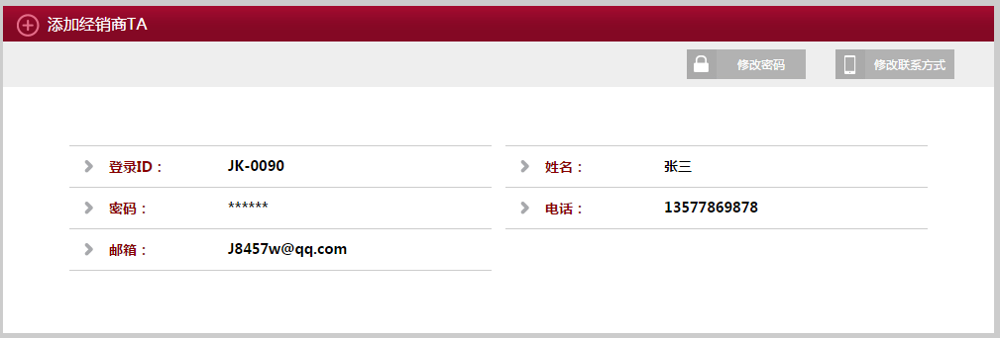 添加经销商TA
修改密码 修改联系方式
登录ID： JK-0090 姓名： 张三
密码： ****** 电话： 13577869878
邮箱： J8457w@qq.com